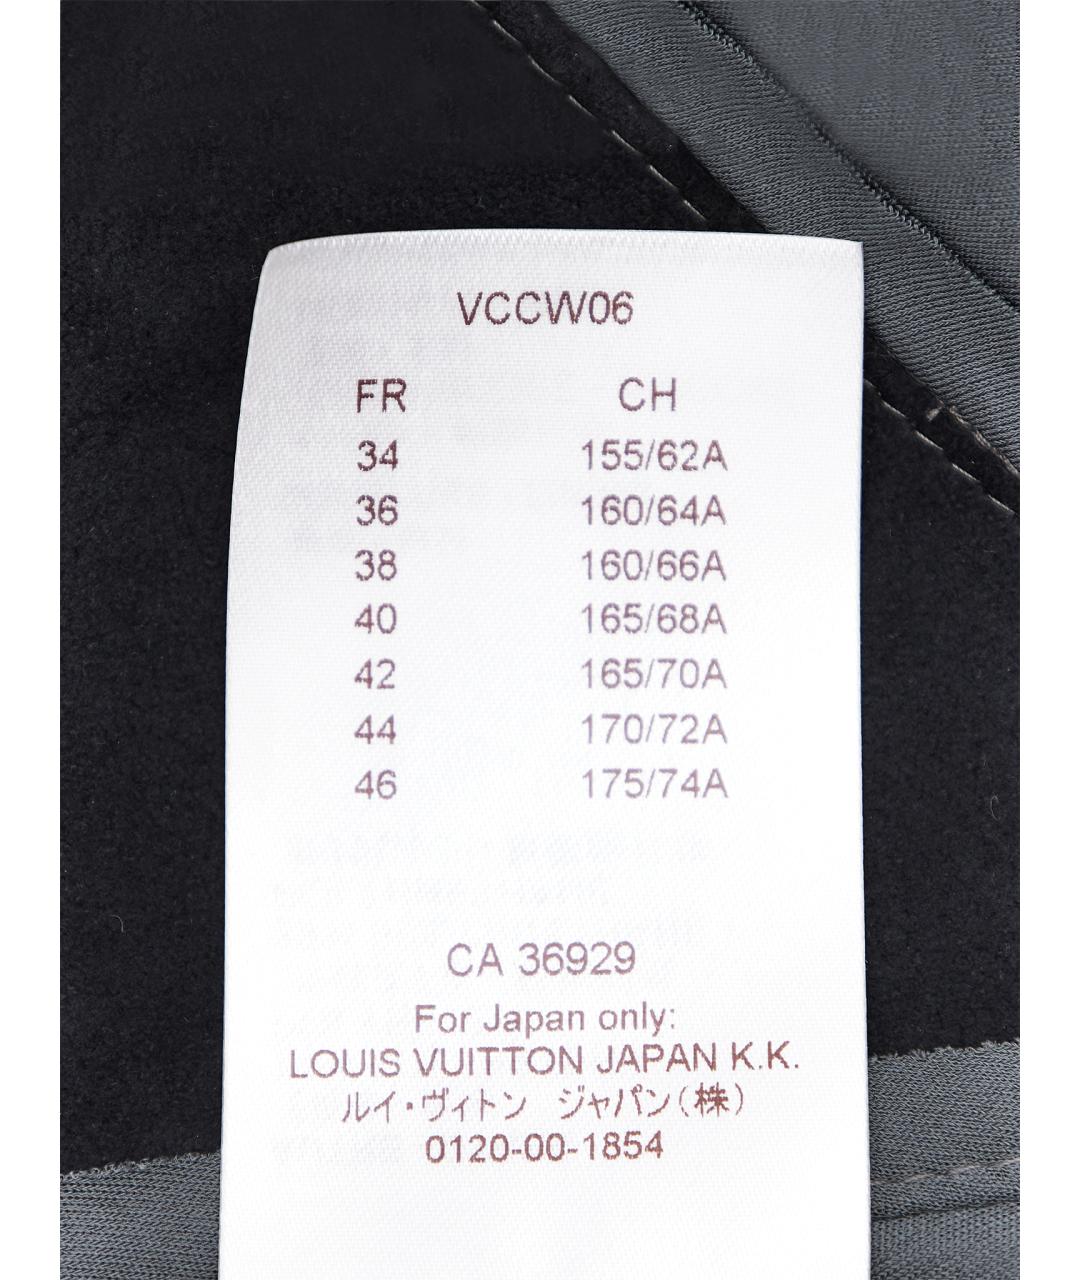 VCCW06
FR CH
34 155/62A
36 160/64A
38 160/66A
40 165/68A
42 165/70A
44 170/72A
46 175/74A
CA 36929
For Japan only:
LOUIS VUITTON JAPAN K.K.
ルイ・ヴィトン ジャパン(株)
0120-00-1854